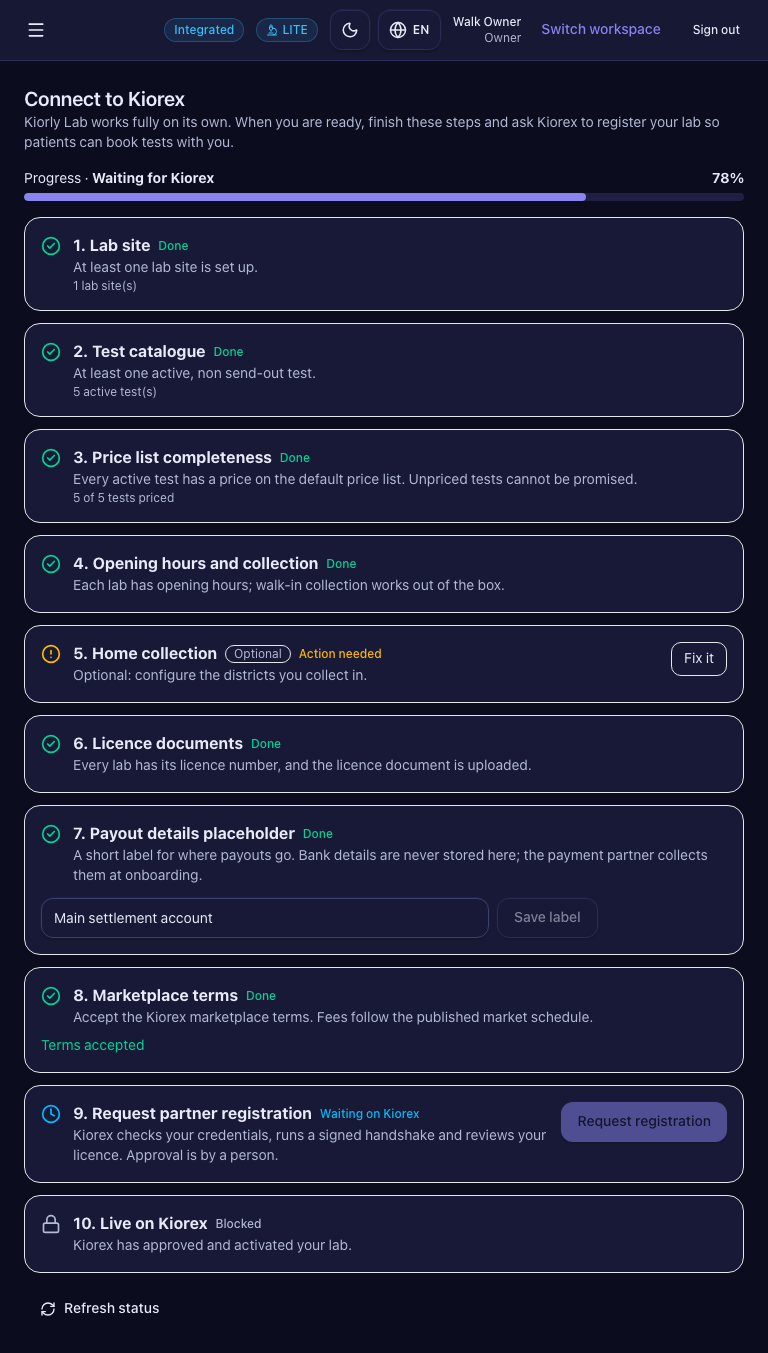 Integrated
LITE
EN
Walk Owner
Owner
Switch workspace
Sign out
Connect to Kiorex
Kiorly Lab works fully on its own. When you are ready, finish these steps and ask Kiorex to register your lab so
patients can book tests with you.
Progress · Waiting for Kiorex
78%
1. Lab site Done
At least one lab site is set up.
1 lab site(s)
2. Test catalogue Done
At least one active, non send-out test.
5 active test(s)
3. Price list completeness Done
Every active test has a price on the default price list. Unpriced tests cannot be promised.
5 of 5 tests priced
4. Opening hours and collection Done
Each lab has opening hours; walk-in collection works out of the box.
5. Home collection Optional Action needed
Optional: configure the districts you collect in.
Fix it
6. Licence documents Done
Every lab has its licence number, and the licence document is uploaded.
7. Payout details placeholder Done
A short label for where payouts go. Bank details are never stored here; the payment partner collects
them at onboarding.
Main settlement account
Save label
8. Marketplace terms Done
Accept the Kiorex marketplace terms. Fees follow the published market schedule.
Terms accepted
9. Request partner registration Waiting on Kiorex
Kiorex checks your credentials, runs a signed handshake and reviews your
licence. Approval is by a person.
Request registration
10. Live on Kiorex Blocked
Kiorex has approved and activated your lab.
Refresh status